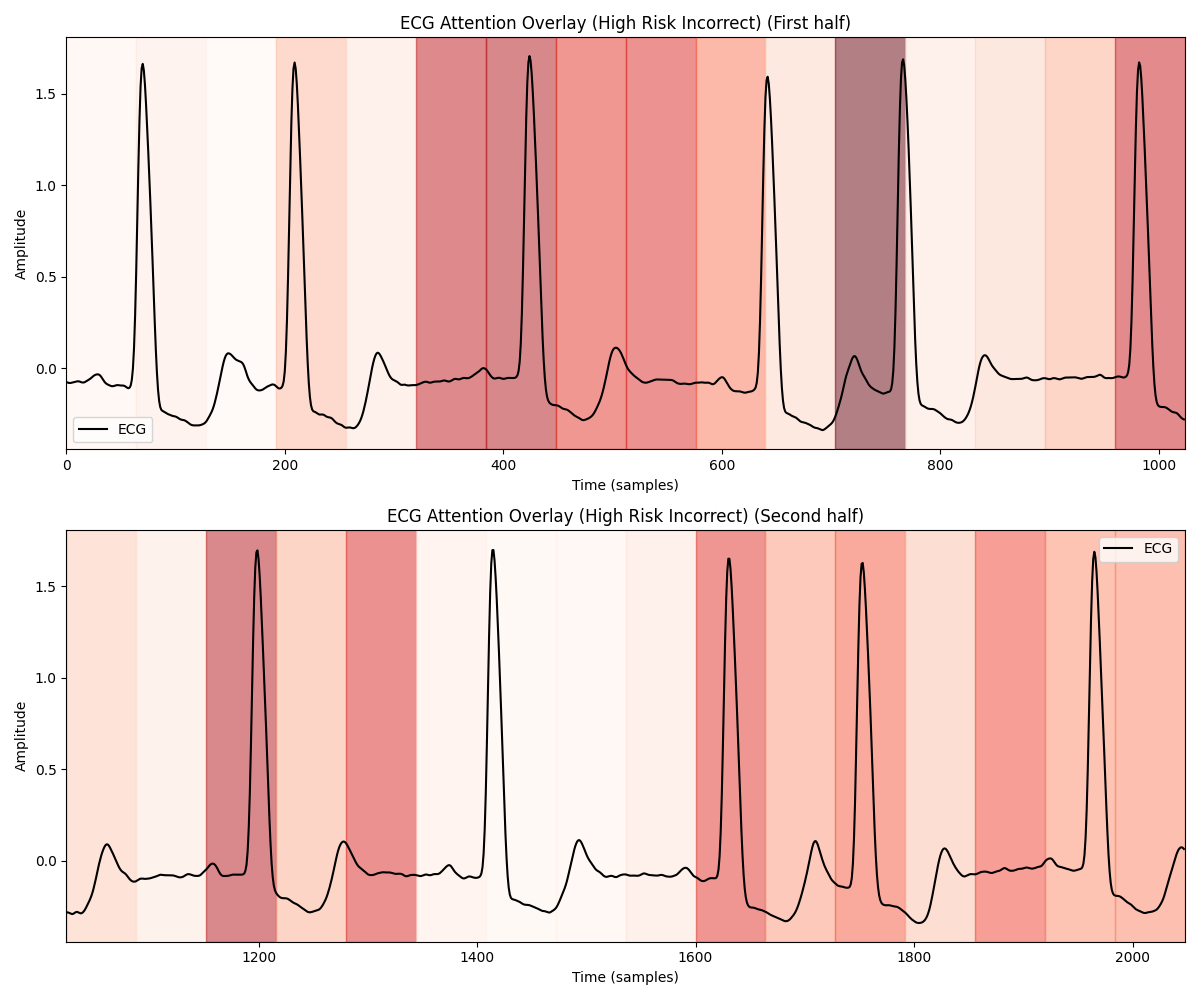 ECG Attention Overlay (High Risk Incorrect) (First half)
Amplitude
1.5
1.0
0.5
0.0
ECG
0 200 400 600 800 1000
Time (samples)
ECG Attention Overlay (High Risk Incorrect) (Second half)
ECG
Amplitude
1.5
1.0
0.5
0.0
1200 1400 1600 1800 2000
Time (samples)